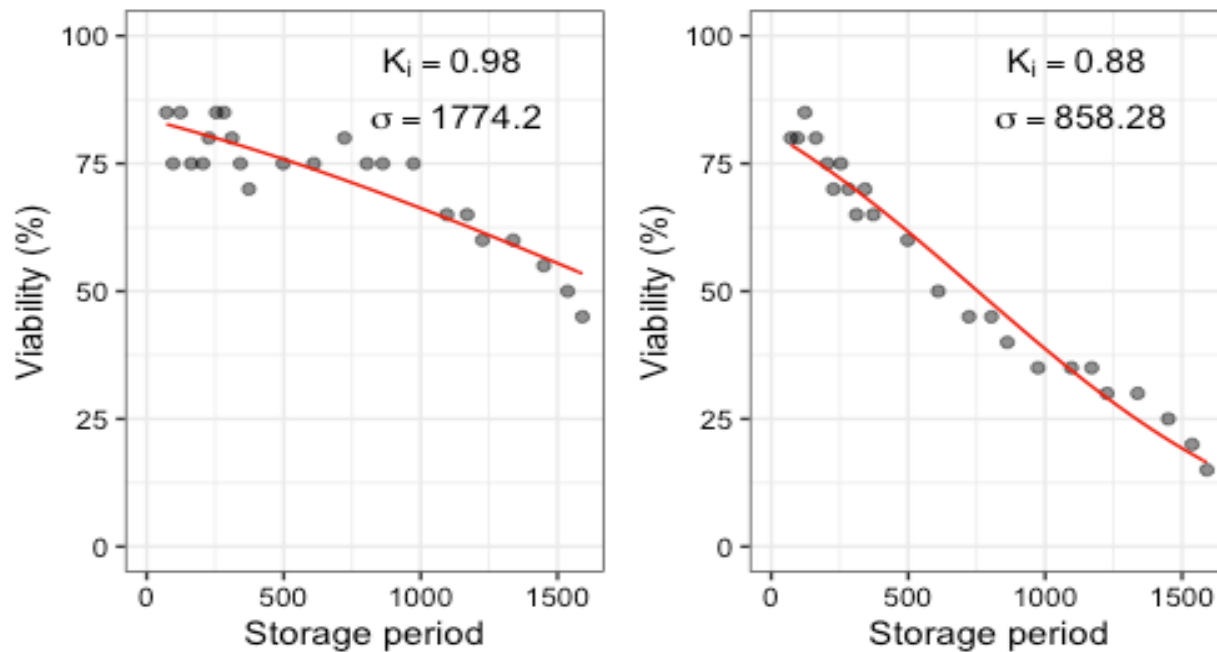 100
75
50
25
0
Viability (%)
Kᵢ = 0.98
σ = 1774.2
0
500
1000
1500
Storage period
100
75
50
25
0
Viability (%)
Kᵢ = 0.88
σ = 858.28
0
500
1000
1500
Storage period